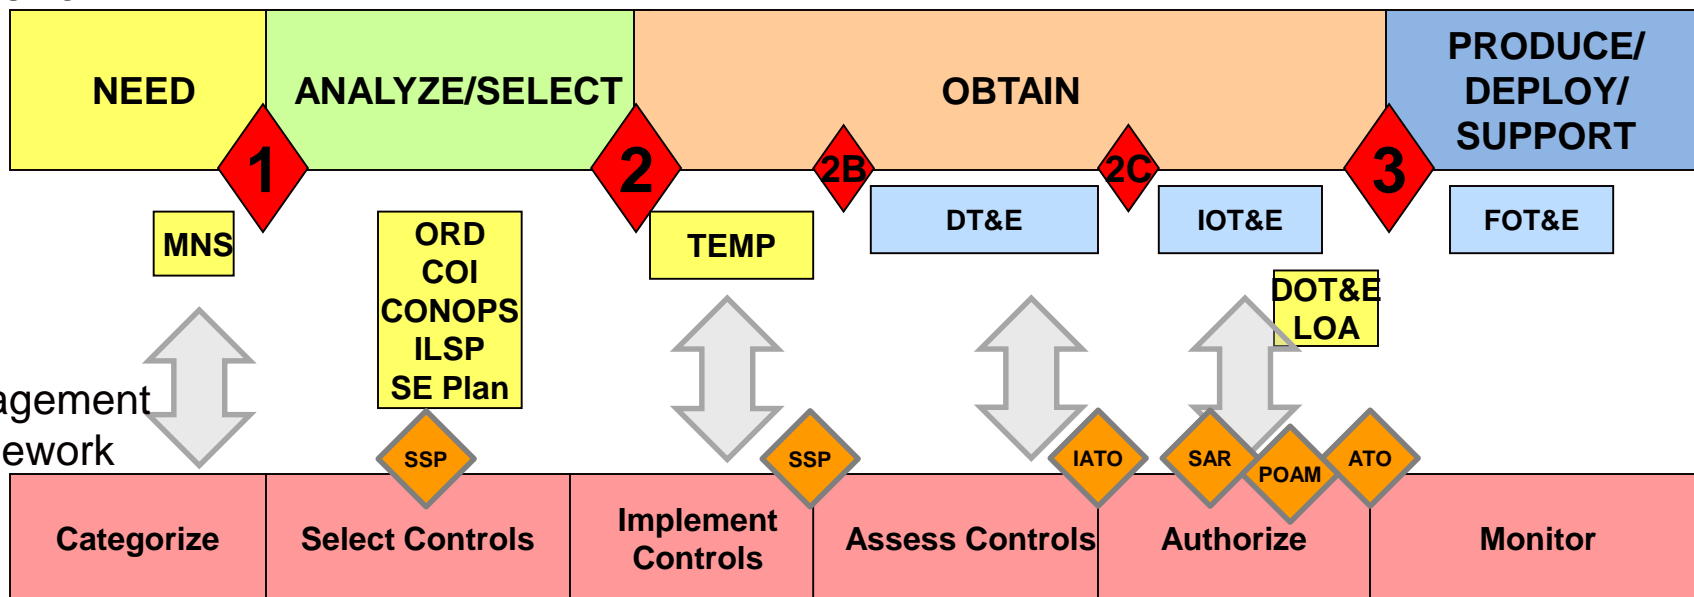 NEED
ANALYZE/SELECT
OBTAIN
PRODUCE/
DEPLOY/
SUPPORT
1
2
2B
2C
3
MNS
ORD
COI
CONOPS
ILSP
SE Plan
TEMP
DT&E
IOT&E
FOT&E
DOT&E
LOA
agement
ework
SSP
SSP
IATO
SAR
POAM
ATO
Categorize
Select Controls
Implement
Controls
Assess Controls
Authorize
Monitor